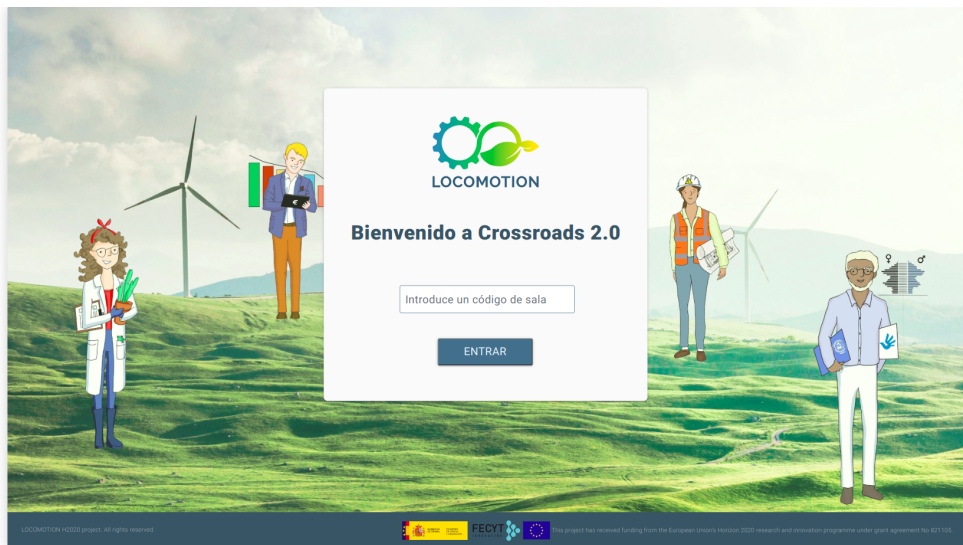 LOCOMOTION
Bienvenido a Crossroads 2.0
Introduce un código de sala
ENTRAR
LOCOMOTION H2020 project. All rights reserved.
FECYT
This project has received funding from the European Union's Horizon 2020 research and innovation programme under grant agreement No 821105